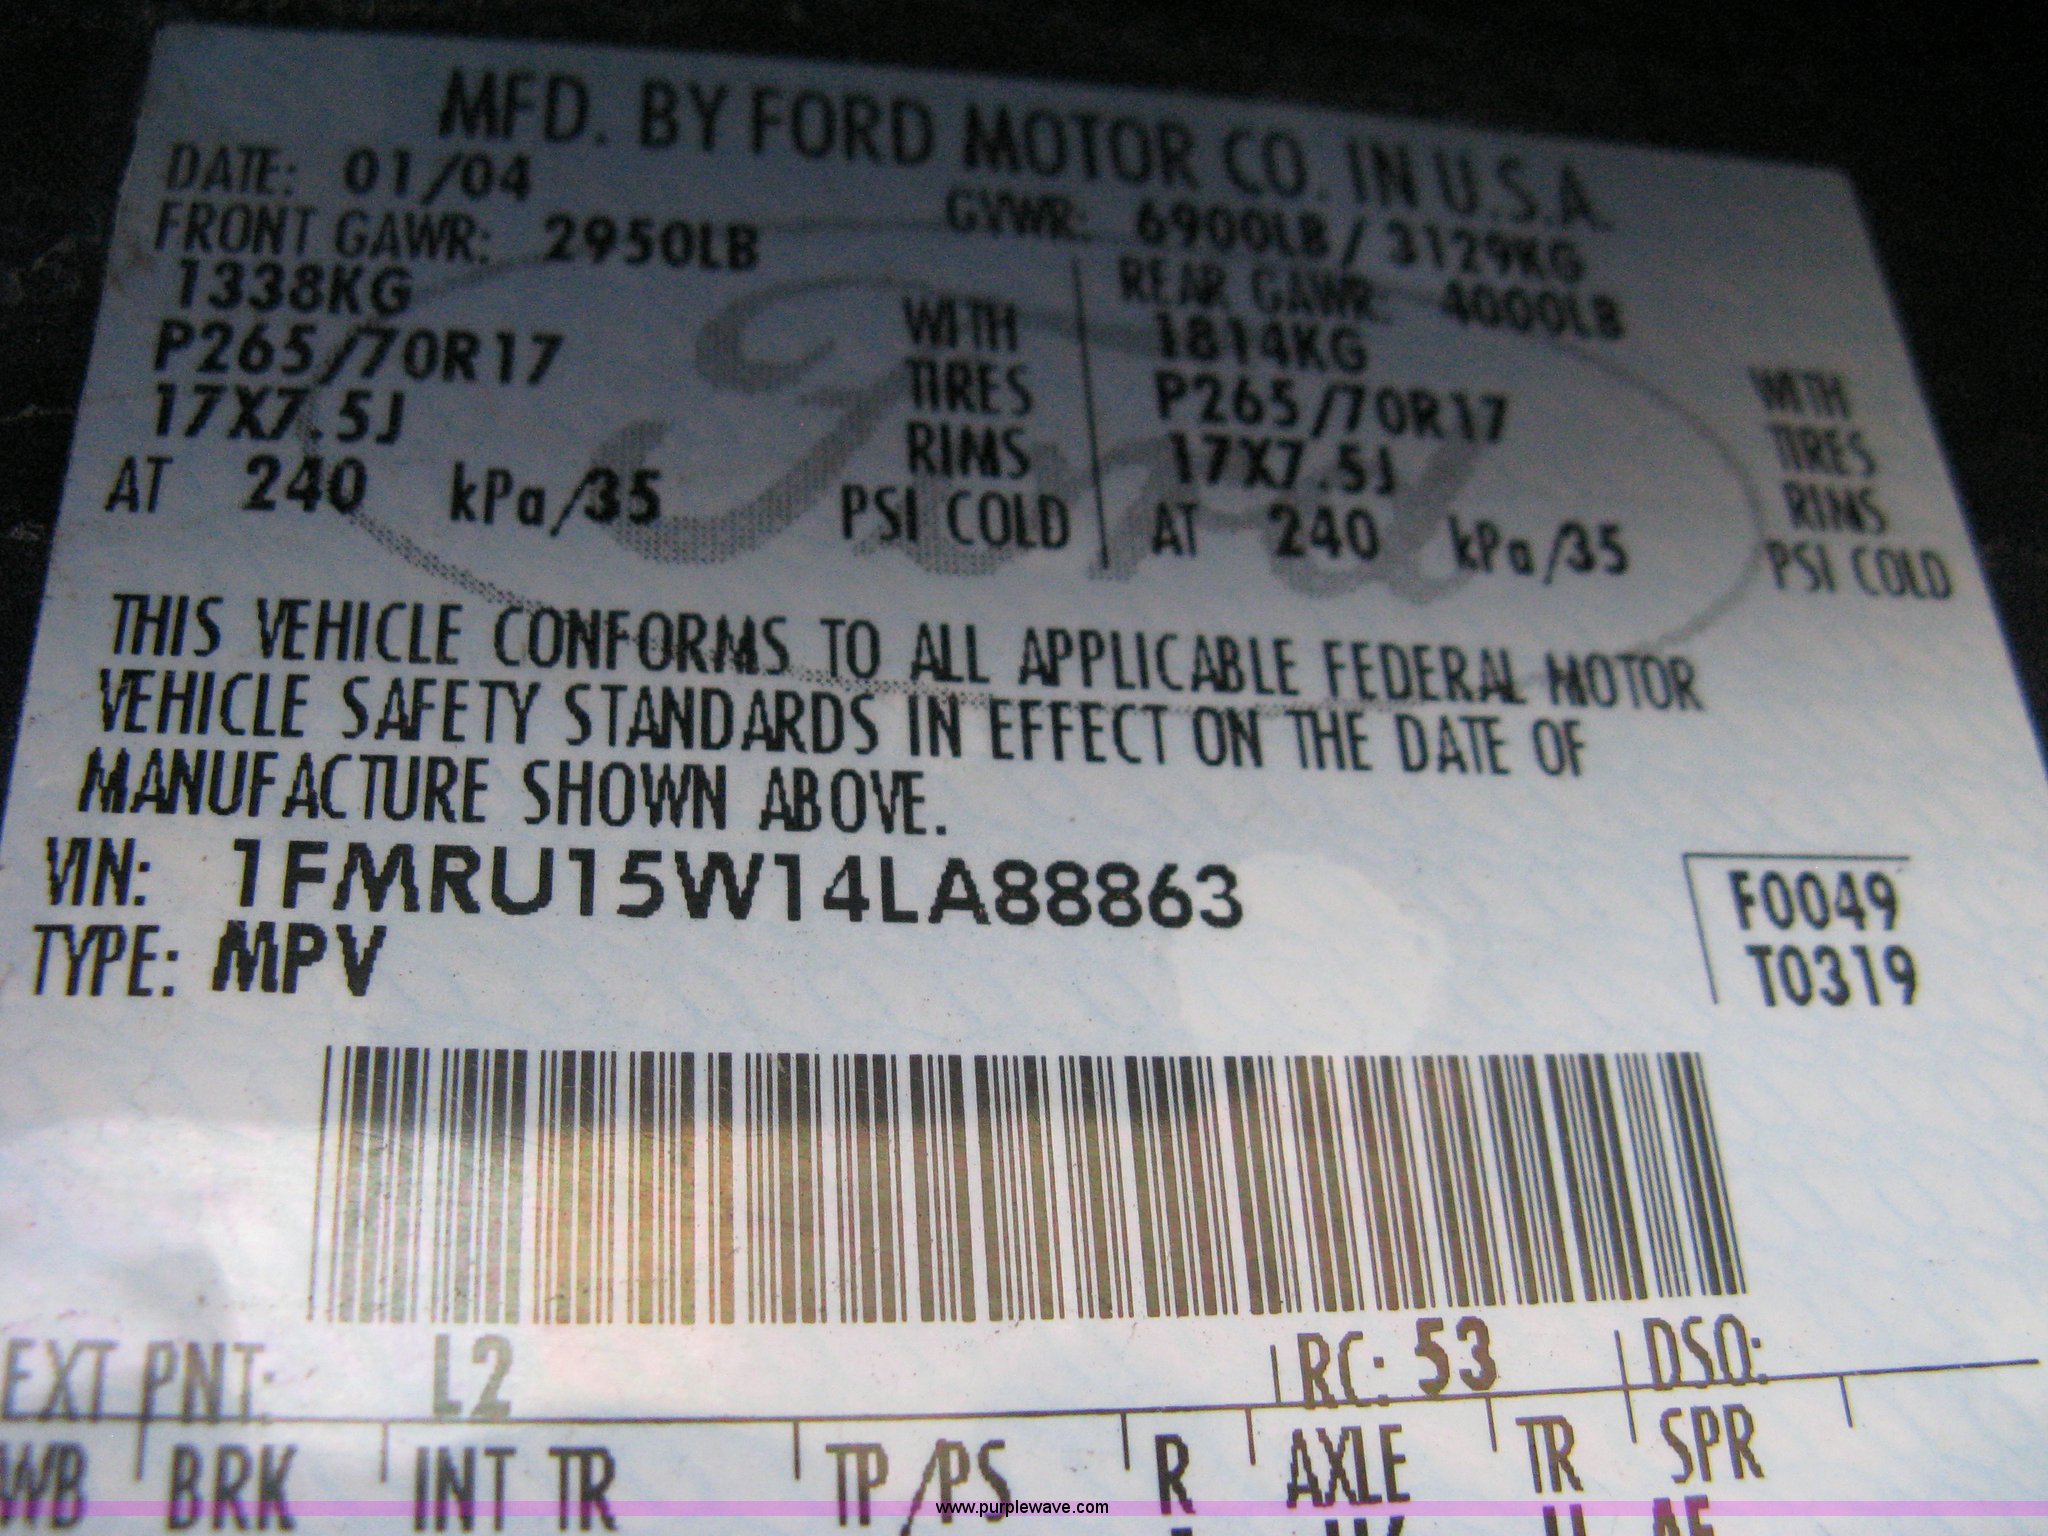 MFD. BY FORD MOTOR CO. IN U.S.A.
DATE: 01/04 GVWR: 6900LB / 3129KG
FRONT GAWR: 2950LB REAR GAWR: 4000LB
1338KG WITH 1814KG WITH
P265/70R17 TIRES P265/70R17 TIRES
17X7.5J RIMS 17X7.5J RIMS
AT 240 kPa/35 PSI COLD AT 240 kPa/35 PSI COLD
Ford
THIS VEHICLE CONFORMS TO ALL APPLICABLE FEDERAL MOTOR
VEHICLE SAFETY STANDARDS IN EFFECT ON THE DATE OF
MANUFACTURE SHOWN ABOVE.
VIN: 1FMRU15W14LA88863 F0049
TYPE: MPV T0319
EXT PNT: L2 RC: 53 DSO:
WB BRK INT TR TP/PS R AXLE TR SPR
www.purplewave.com